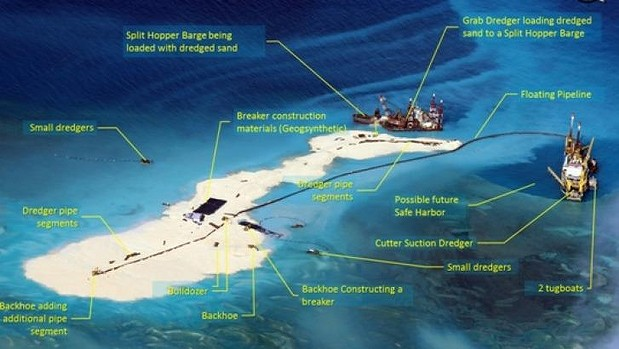 Split Hopper Barge being
loaded with dredged sand
Grab Dredger loading dredged
sand to a Split Hopper Barge
Floating Pipeline
Breaker construction
materials (Geogsynthetic)
Small dredgers
Dredger pipe
segments
Possible future
Safe Harbor
Dredger pipe
segments
Cutter Suction Dredger
Small dredgers
Bulldozer
Backhoe Constructing a
breaker
2 tugboats
Backhoe adding
additional pipe
segment
Backhoe